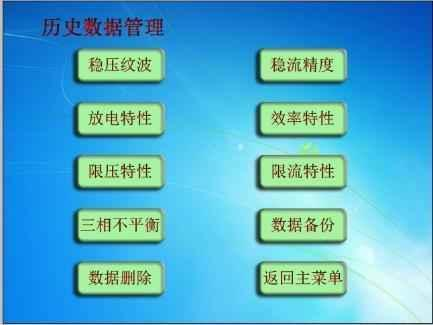 历史数据管理
稳压纹波 稳流精度
放电特性 效率特性
限压特性 限流特性
三相不平衡 数据备份
数据删除 返回主菜单